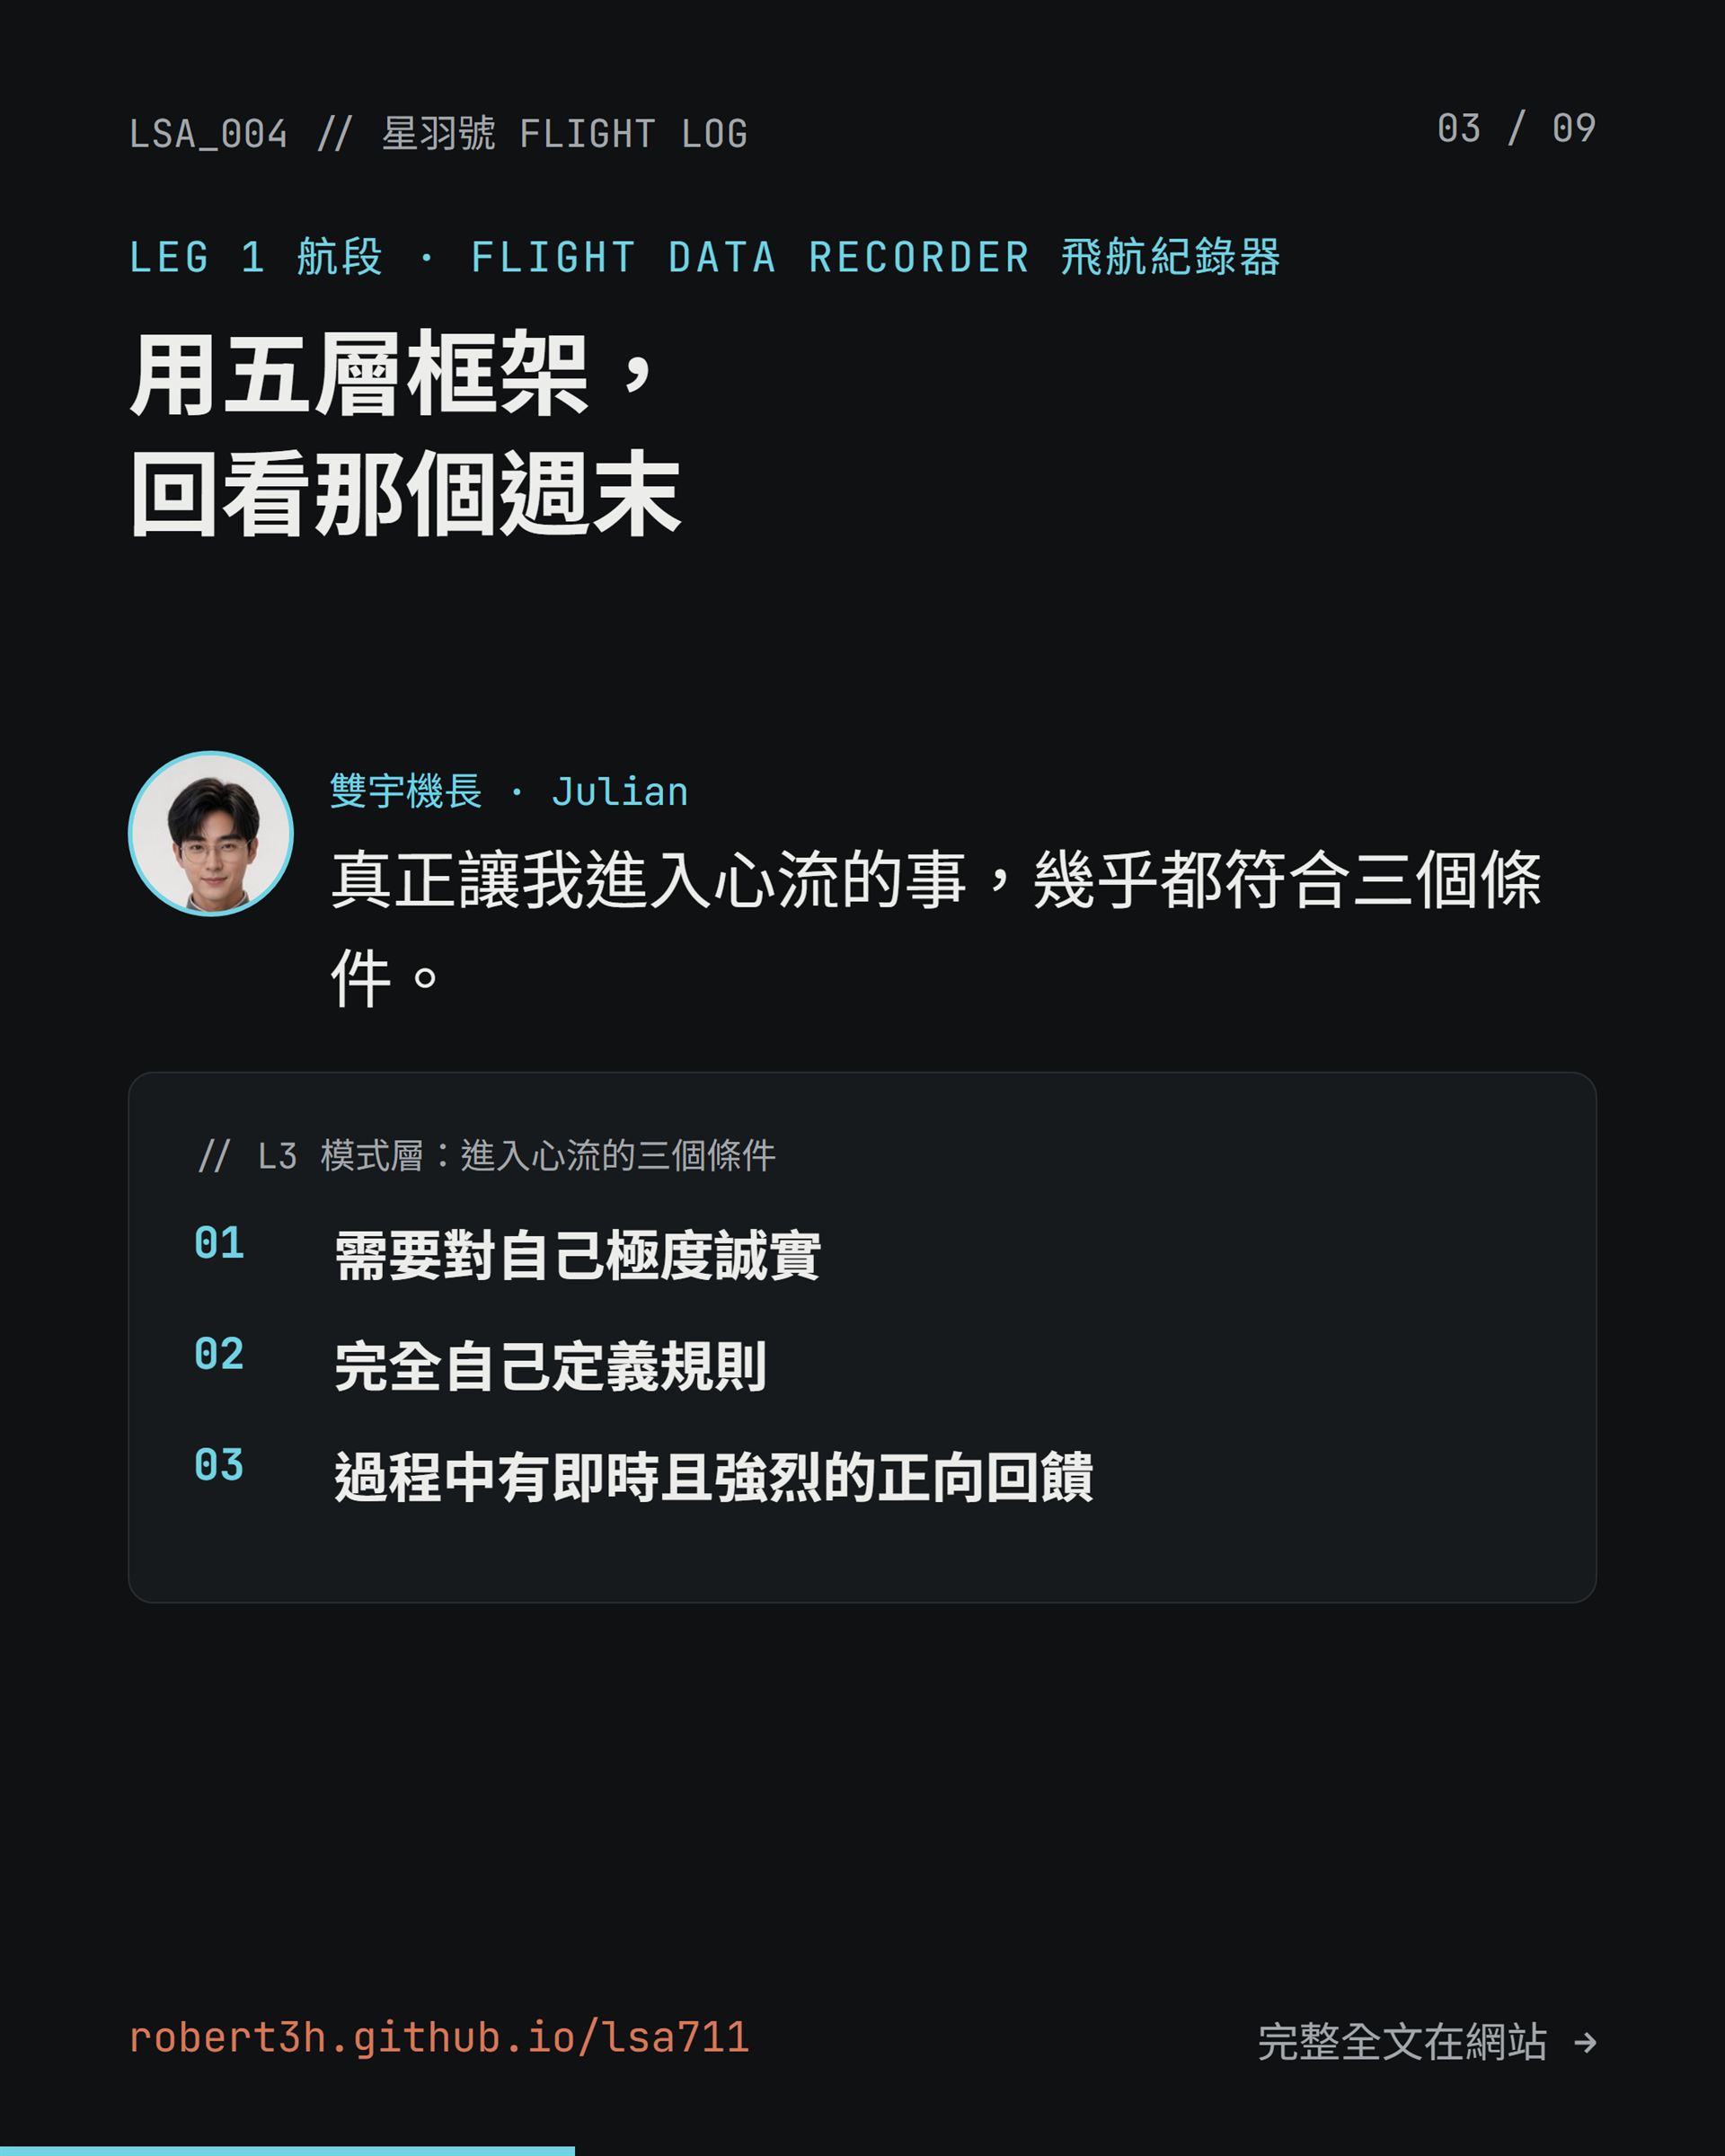 LSA_004 // 星羽號 FLIGHT LOG
03 / 09
LEG 1 航段 · FLIGHT DATA RECORDER 飛航紀錄器
用五層框架，
回看那個週末
雙宇機長 · Julian
真正讓我進入心流的事，幾乎都符合三個條
件。
// L3 模式層：進入心流的三個條件
01 需要對自己極度誠實
02 完全自己定義規則
03 過程中有即時且強烈的正向回饋
robert3h.github.io/lsa711
完整全文在網站 →